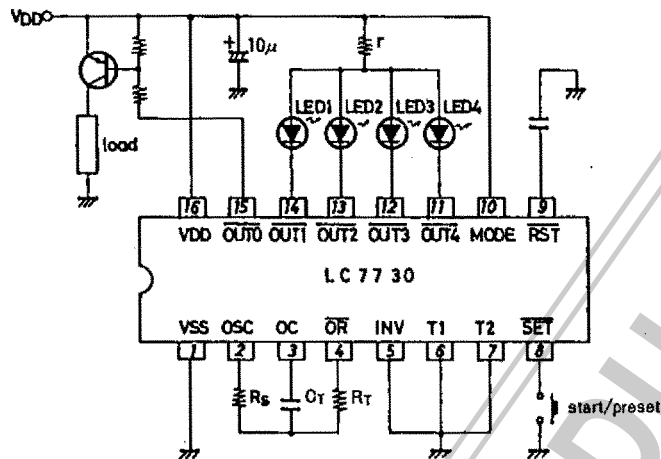 VDD
+ 10μ
r
LED1 LED2 LED3 LED4
load
16 15 14 13 12 11 10 9
VDD OUT0 OUT1 OUT2 OUT3 OUT4 MODE RST
LC7730
VSS OSC OC OR INV T1 T2 SET
1 2 3 4 5 6 7 8
Rs CT RT
start/preset